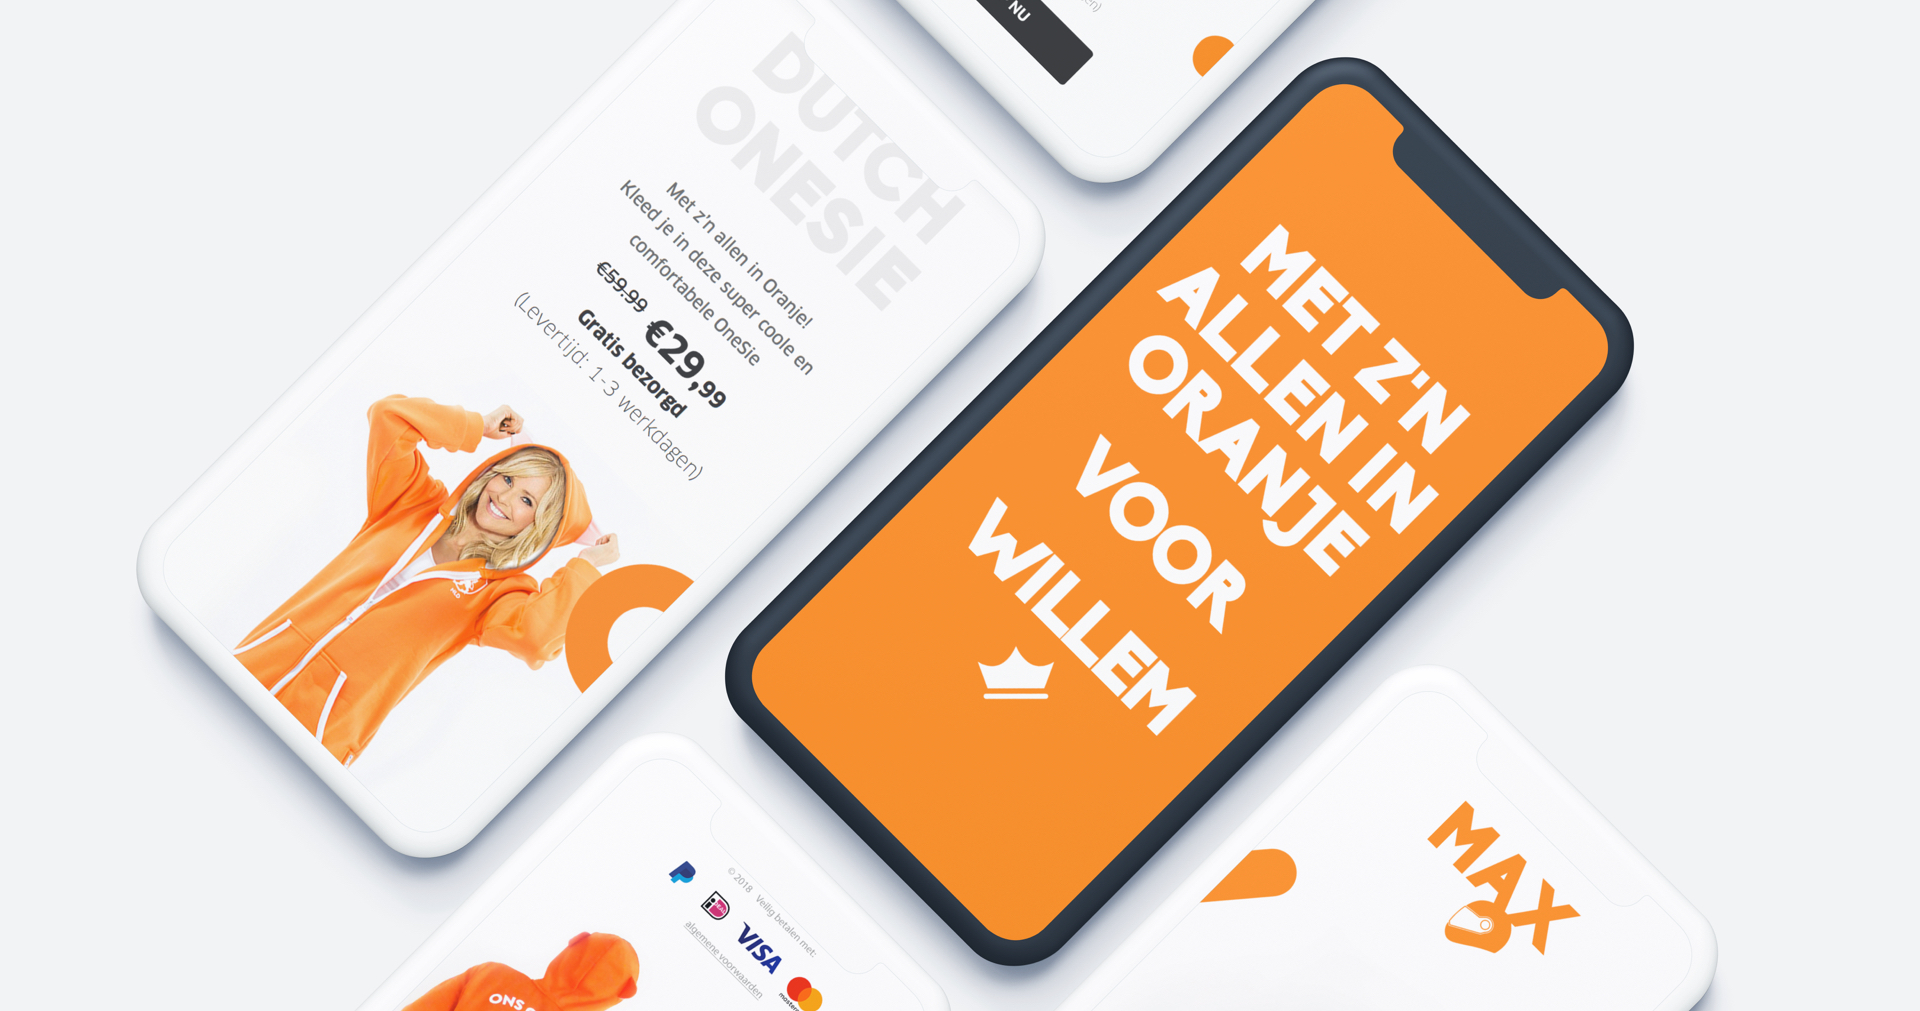 NU
DUTCH
ONESIE
Met z'n allen in Oranje!
Kleed je in deze super coole en
comfortabele OneSie
€59.99 €29,99
Gratis bezorgd
(Levertijd: 1-3 werkdagen)
MET Z'N
ALLEN IN
ORANJE
VOOR
WILLEM
© 2018 Veilig betalen met:
VISA
algemene voorwaarden
ONS
MAX